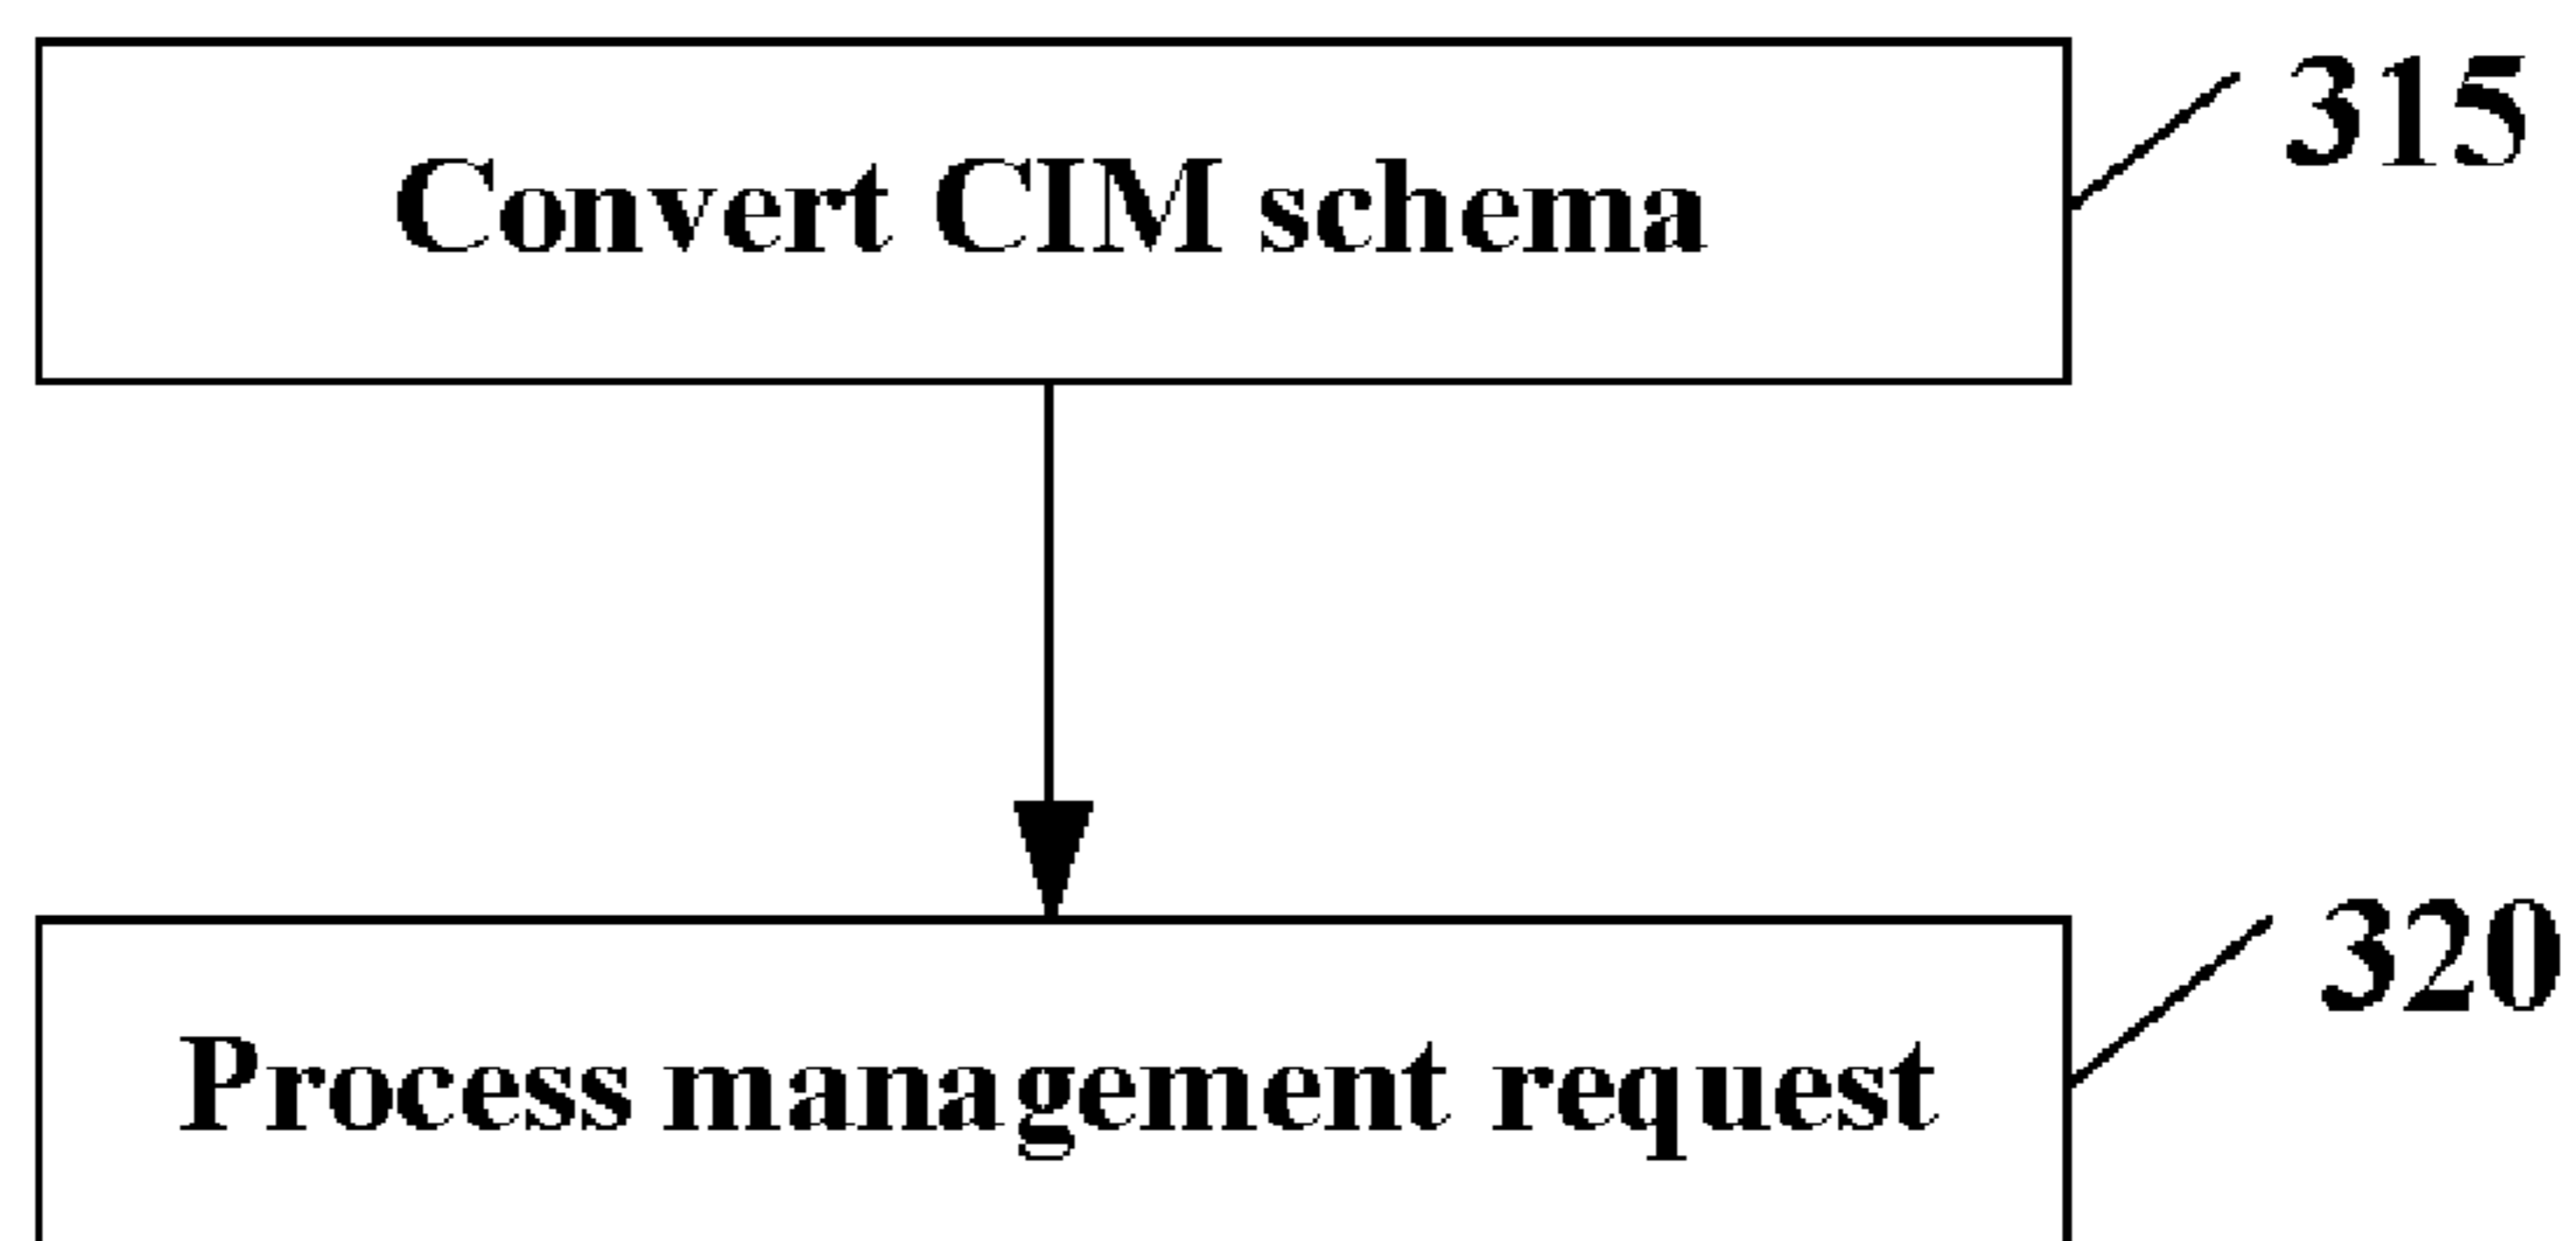 315
Convert CIM schema
320
Process management request